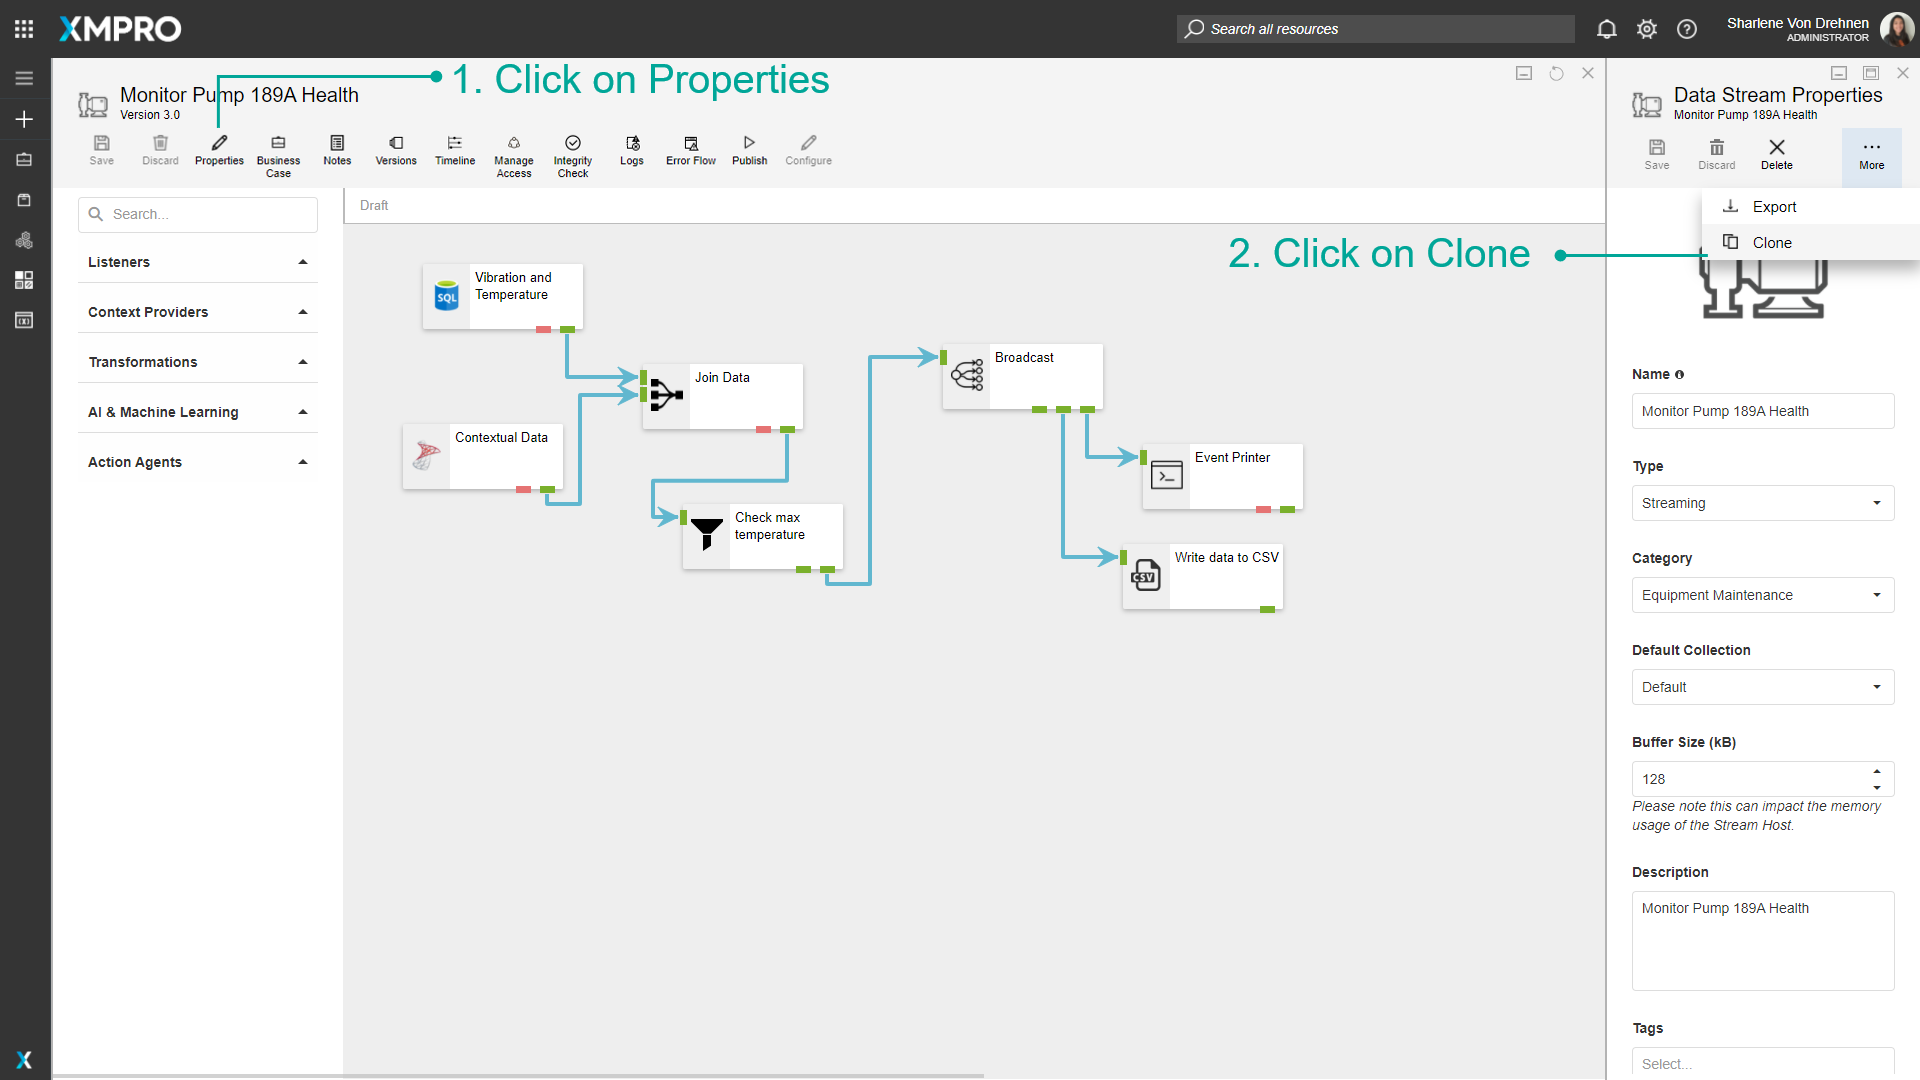 XMPRO
Search all resources
Sharlene Von Drehnen
ADMINISTRATOR
1. Click on Properties
Monitor Pump 189A Health
Version 3.0
Save
Discard
Properties
Business
Case
Notes
Versions
Timeline
Manage
Access
Integrity
Check
Logs
Error Flow
Publish
Configure
Search...
Listeners
Context Providers
Transformations
AI & Machine Learning
Action Agents
Draft
2. Click on Clone
Vibration and
Temperature
SQL
Join Data
Contextual Data
Check max
temperature
Broadcast
Event Printer
Write data to CSV
CSV
Data Stream Properties
Monitor Pump 189A Health
Save
Discard
Delete
More
Export
Clone
Name
Monitor Pump 189A Health
Type
Streaming
Category
Equipment Maintenance
Default Collection
Default
Buffer Size (kB)
128
Please note this can impact the memory
usage of the Stream Host.
Description
Monitor Pump 189A Health
Tags
Select...